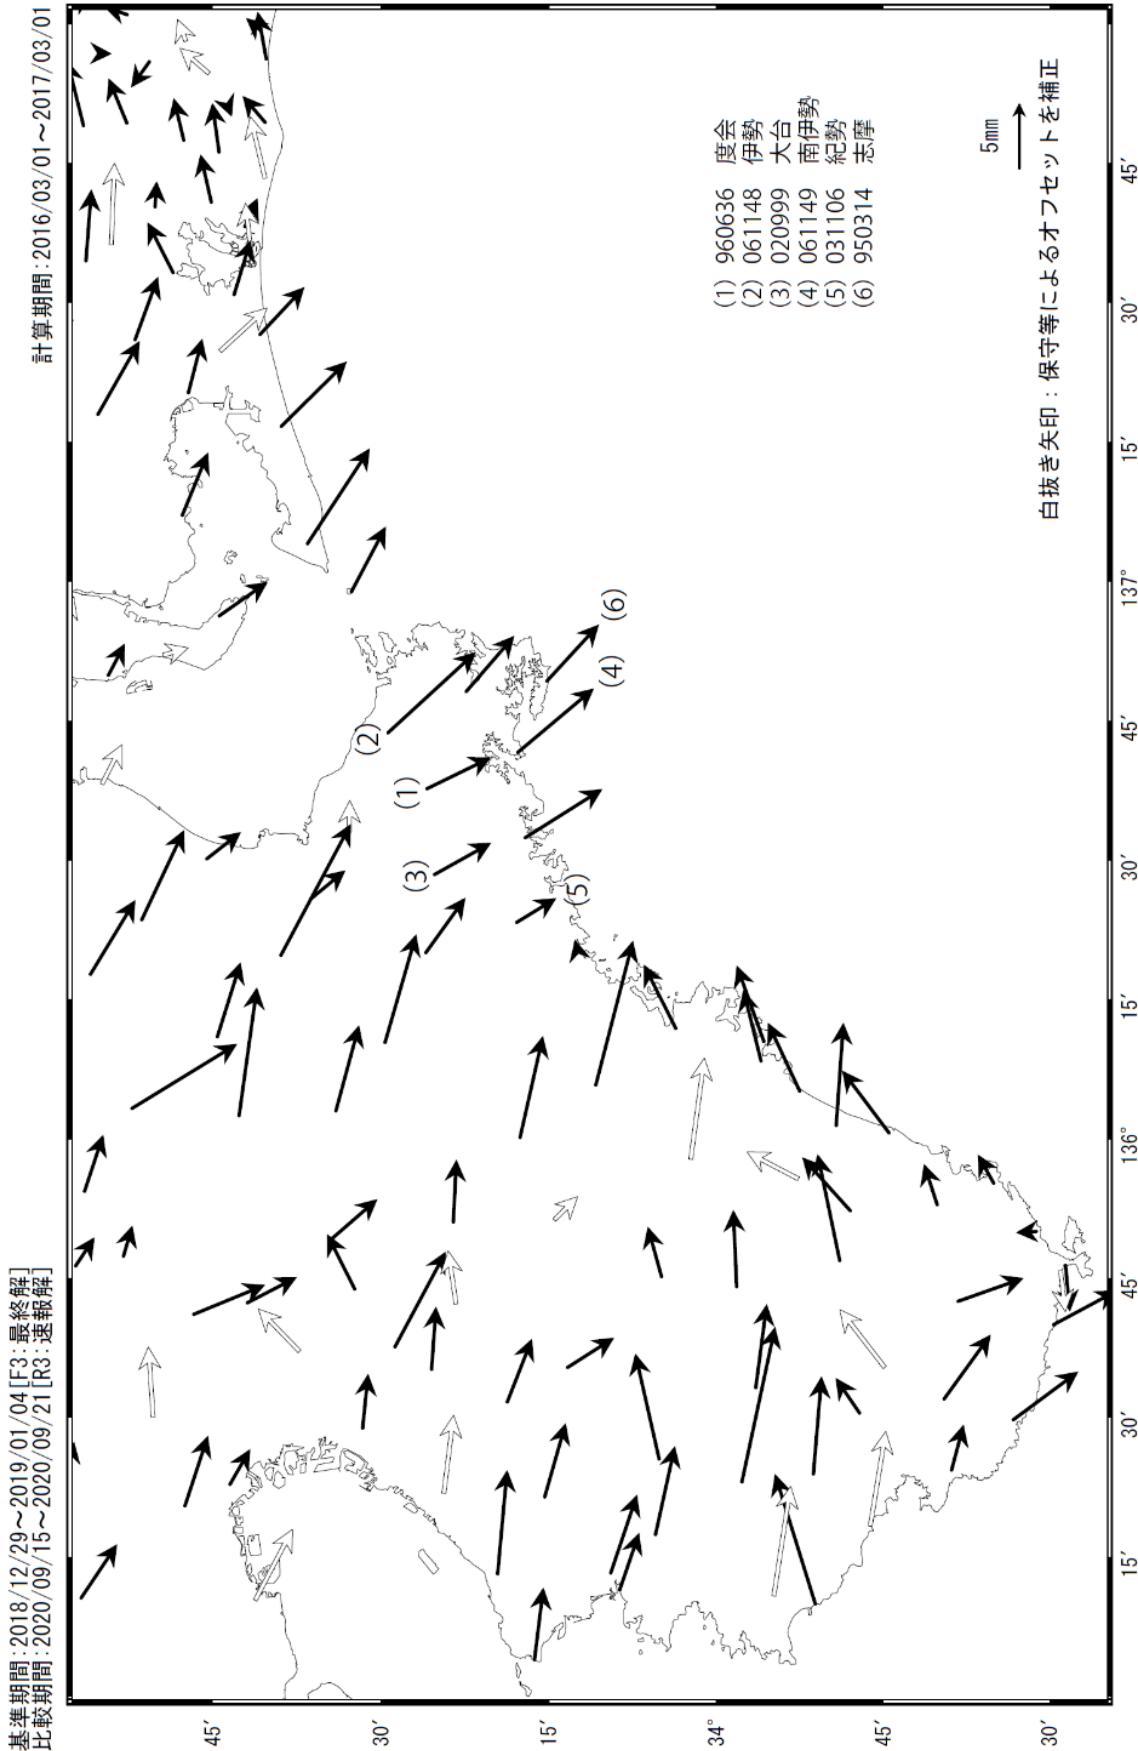 基準期間:2018/12/29～2019/01/04[F3:最終解]
比較期間:2020/09/15～2020/09/21[R3:速報解]
計算期間:2016/03/01～2017/03/01
(1) 960636 度会
(2) 061148 伊勢
(3) 020999 大台
(4) 061149 南伊勢
(5) 031106 紀勢
(6) 950314 志摩
5mm
白抜き矢印:保守等によるオフセットを補正
(1)
(2)
(3)
(4)
(5)
(6)
45′
30′
15′
34°
45′
30′
15′
30′
45′
136°
15′
30′
45′
137°
15′
30′
45′